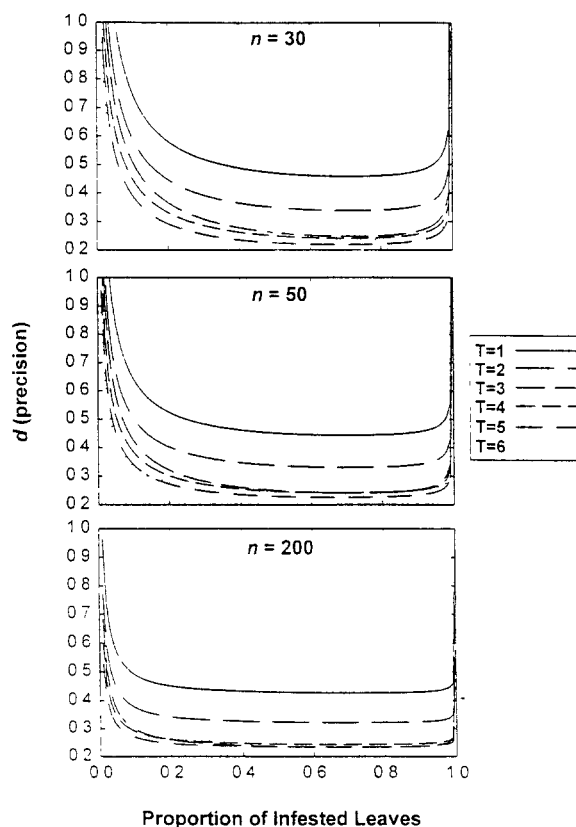 n = 30
1 0
0 9
0 8
0 7
0 6
0 5
0 4
0 3
0 2
n = 50
1 0
0 9
0 8
0 7
0 6
0 5
0 4
0 3
0 2
d (precision)
T=1
T=2
T=3
T=4
T=5
T=6
n = 200
1 0
0 9
0 8
0 7
0 6
0 5
0 4
0 3
0 2
0 0 0 2 0 4 0 6 0 8 1 0
Proportion of Infested Leaves